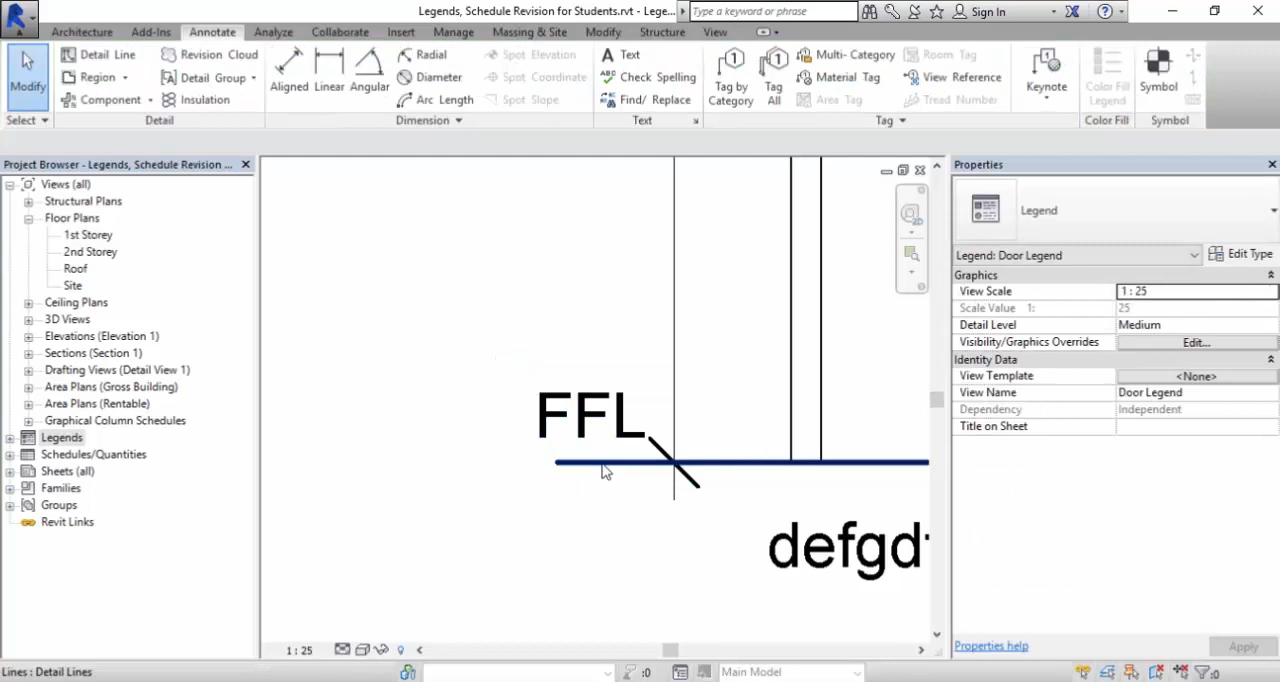 Legends, Schedule Revision for Students.rvt - Lege...
Type a keyword or phrase
Sign In
Architecture Add-Ins Annotate Analyze Collaborate Insert Manage Massing & Site Modify Structure View
Modify
Select
Detail Line
Region
Component
Revision Cloud
Detail Group
Insulation
Detail
Aligned Linear Angular
Radial
Diameter
Arc Length
Spot Elevation
Spot Coordinate
Spot Slope
Dimension
Text
Check Spelling
Find/ Replace
Text
Tag by Category
Tag All
Multi- Category
Material Tag
Area Tag
Room Tag
View Reference
Tread Number
Tag
Keynote
Color Fill Legend
Color Fill
Symbol
Symbol
Project Browser - Legends, Schedule Revision ...
Views (all)
Structural Plans
Floor Plans
1st Storey
2nd Storey
Roof
Site
Ceiling Plans
3D Views
Elevations (Elevation 1)
Sections (Section 1)
Drafting Views (Detail View 1)
Area Plans (Gross Building)
Area Plans (Rentable)
Graphical Column Schedules
Legends
Schedules/Quantities
Sheets (all)
Families
Groups
Revit Links
2D
FFL
1 : 25
Properties
Legend
Legend: Door Legend
Edit Type
Graphics
View Scale 1 : 25
Scale Value 1: 25
Detail Level Medium
Visibility/Graphics Overrides Edit...
Identity Data
View Template <None>
View Name Door Legend
Dependency Independent
Title on Sheet
Properties help
Apply
Lines : Detail Lines
:0
Main Model
:0